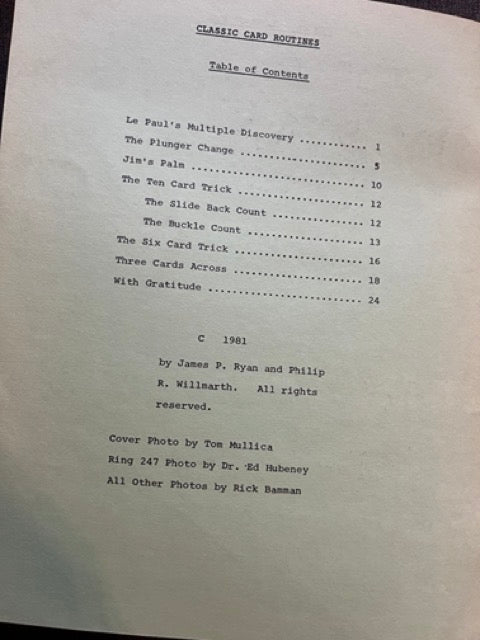 CLASSIC CARD ROUTINES
Table of Contents
Le Paul's Multiple Discovery ............ 1
The Plunger Change ...................... 5
Jim's Palm .............................. 10
The Ten Card Trick ...................... 12
The Slide Back Count ............... 12
The Buckle Count ................... 13
The Six Card Trick ...................... 16
Three Cards Across ...................... 18
With Gratitude .......................... 24
C 1981
by James P. Ryan and Philip
R. Willmarth. All rights
reserved.
Cover Photo by Tom Mullica
Ring 247 Photo by Dr. Ed Hubeney
All Other Photos by Rick Bamman